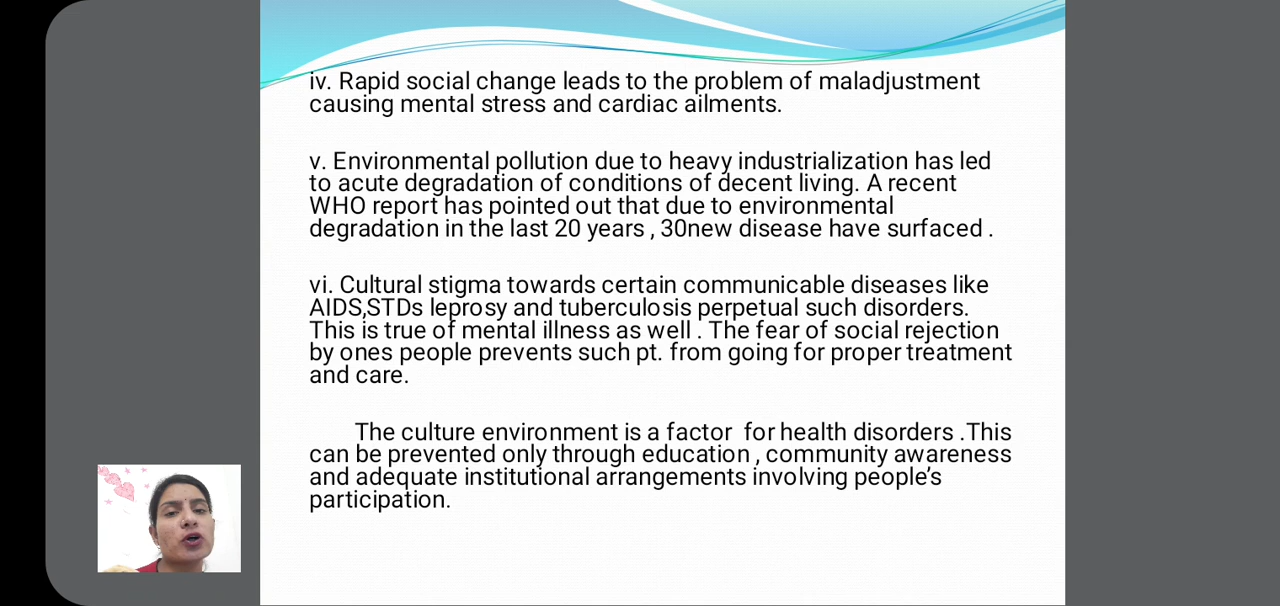 iv. Rapid social change leads to the problem of maladjustment
causing mental stress and cardiac ailments.
v. Environmental pollution due to heavy industrialization has led
to acute degradation of conditions of decent living. A recent
WHO report has pointed out that due to environmental
degradation in the last 20 years , 30new disease have surfaced .
vi. Cultural stigma towards certain communicable diseases like
AIDS,STDs leprosy and tuberculosis perpetual such disorders.
This is true of mental illness as well . The fear of social rejection
by ones people prevents such pt. from going for proper treatment
and care.
The culture environment is a factor  for health disorders .This
can be prevented only through education , community awareness
and adequate institutional arrangements involving people’s
participation.